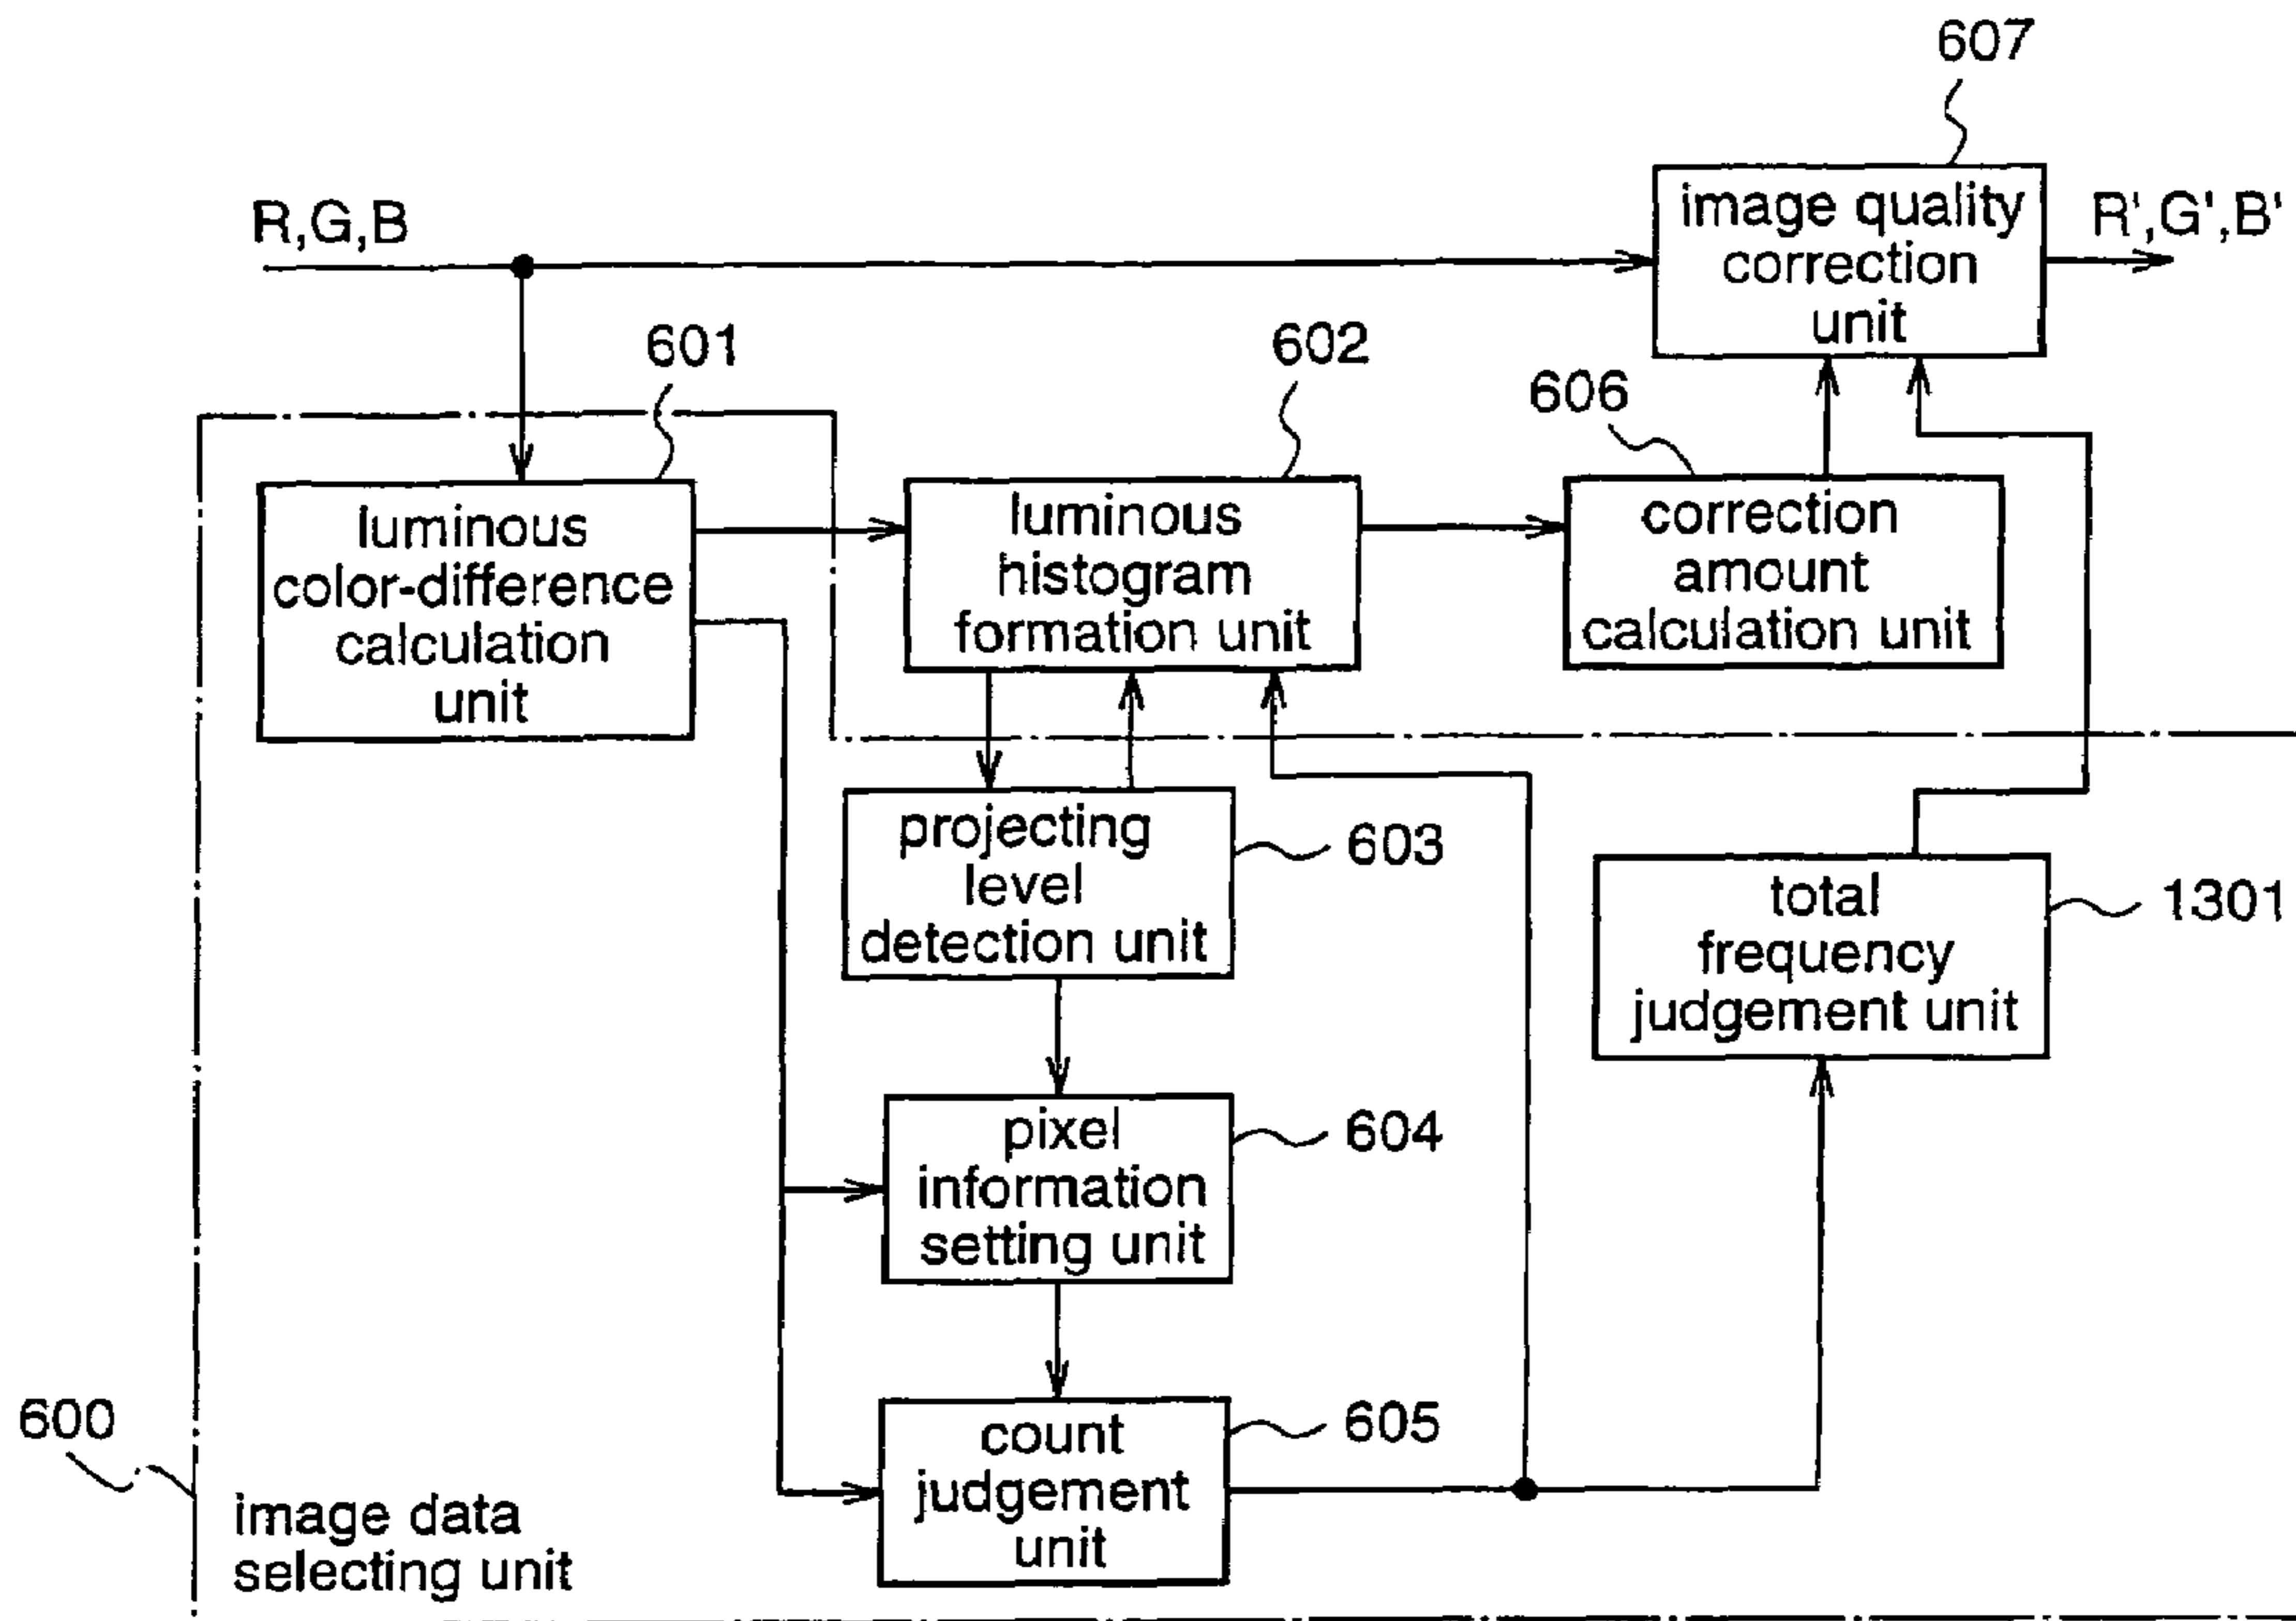 607
R,G,B
image quality
correction
unit
R',G',B'
601
602
606
luminous
color-difference
calculation
unit
luminous
histogram
formation unit
correction
amount
calculation unit
projecting
level
detection unit
603
total
frequency
judgement unit
1301
pixel
information
setting unit
604
count
judgement
unit
605
600
image data
selecting unit